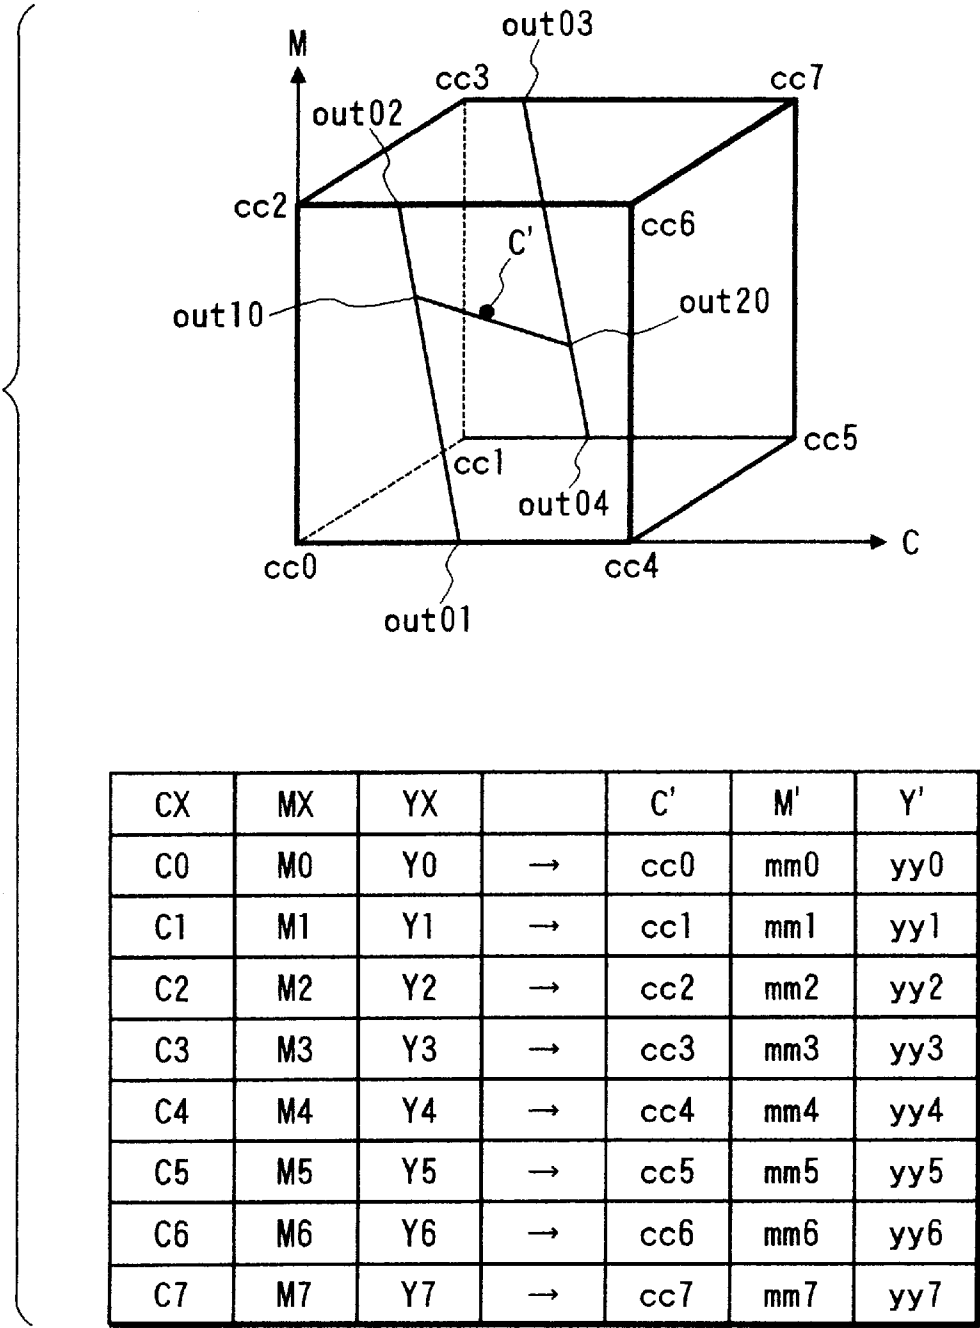 out03
M
cc3
cc7
out02
cc2
cc6
C'
out10
out20
cc1
cc5
out04
C
cc0
cc4
out01
CX MX YX C' M' Y'
C0 M0 Y0 → cc0 mm0 yy0
C1 M1 Y1 → cc1 mm1 yy1
C2 M2 Y2 → cc2 mm2 yy2
C3 M3 Y3 → cc3 mm3 yy3
C4 M4 Y4 → cc4 mm4 yy4
C5 M5 Y5 → cc5 mm5 yy5
C6 M6 Y6 → cc6 mm6 yy6
C7 M7 Y7 → cc7 mm7 yy7